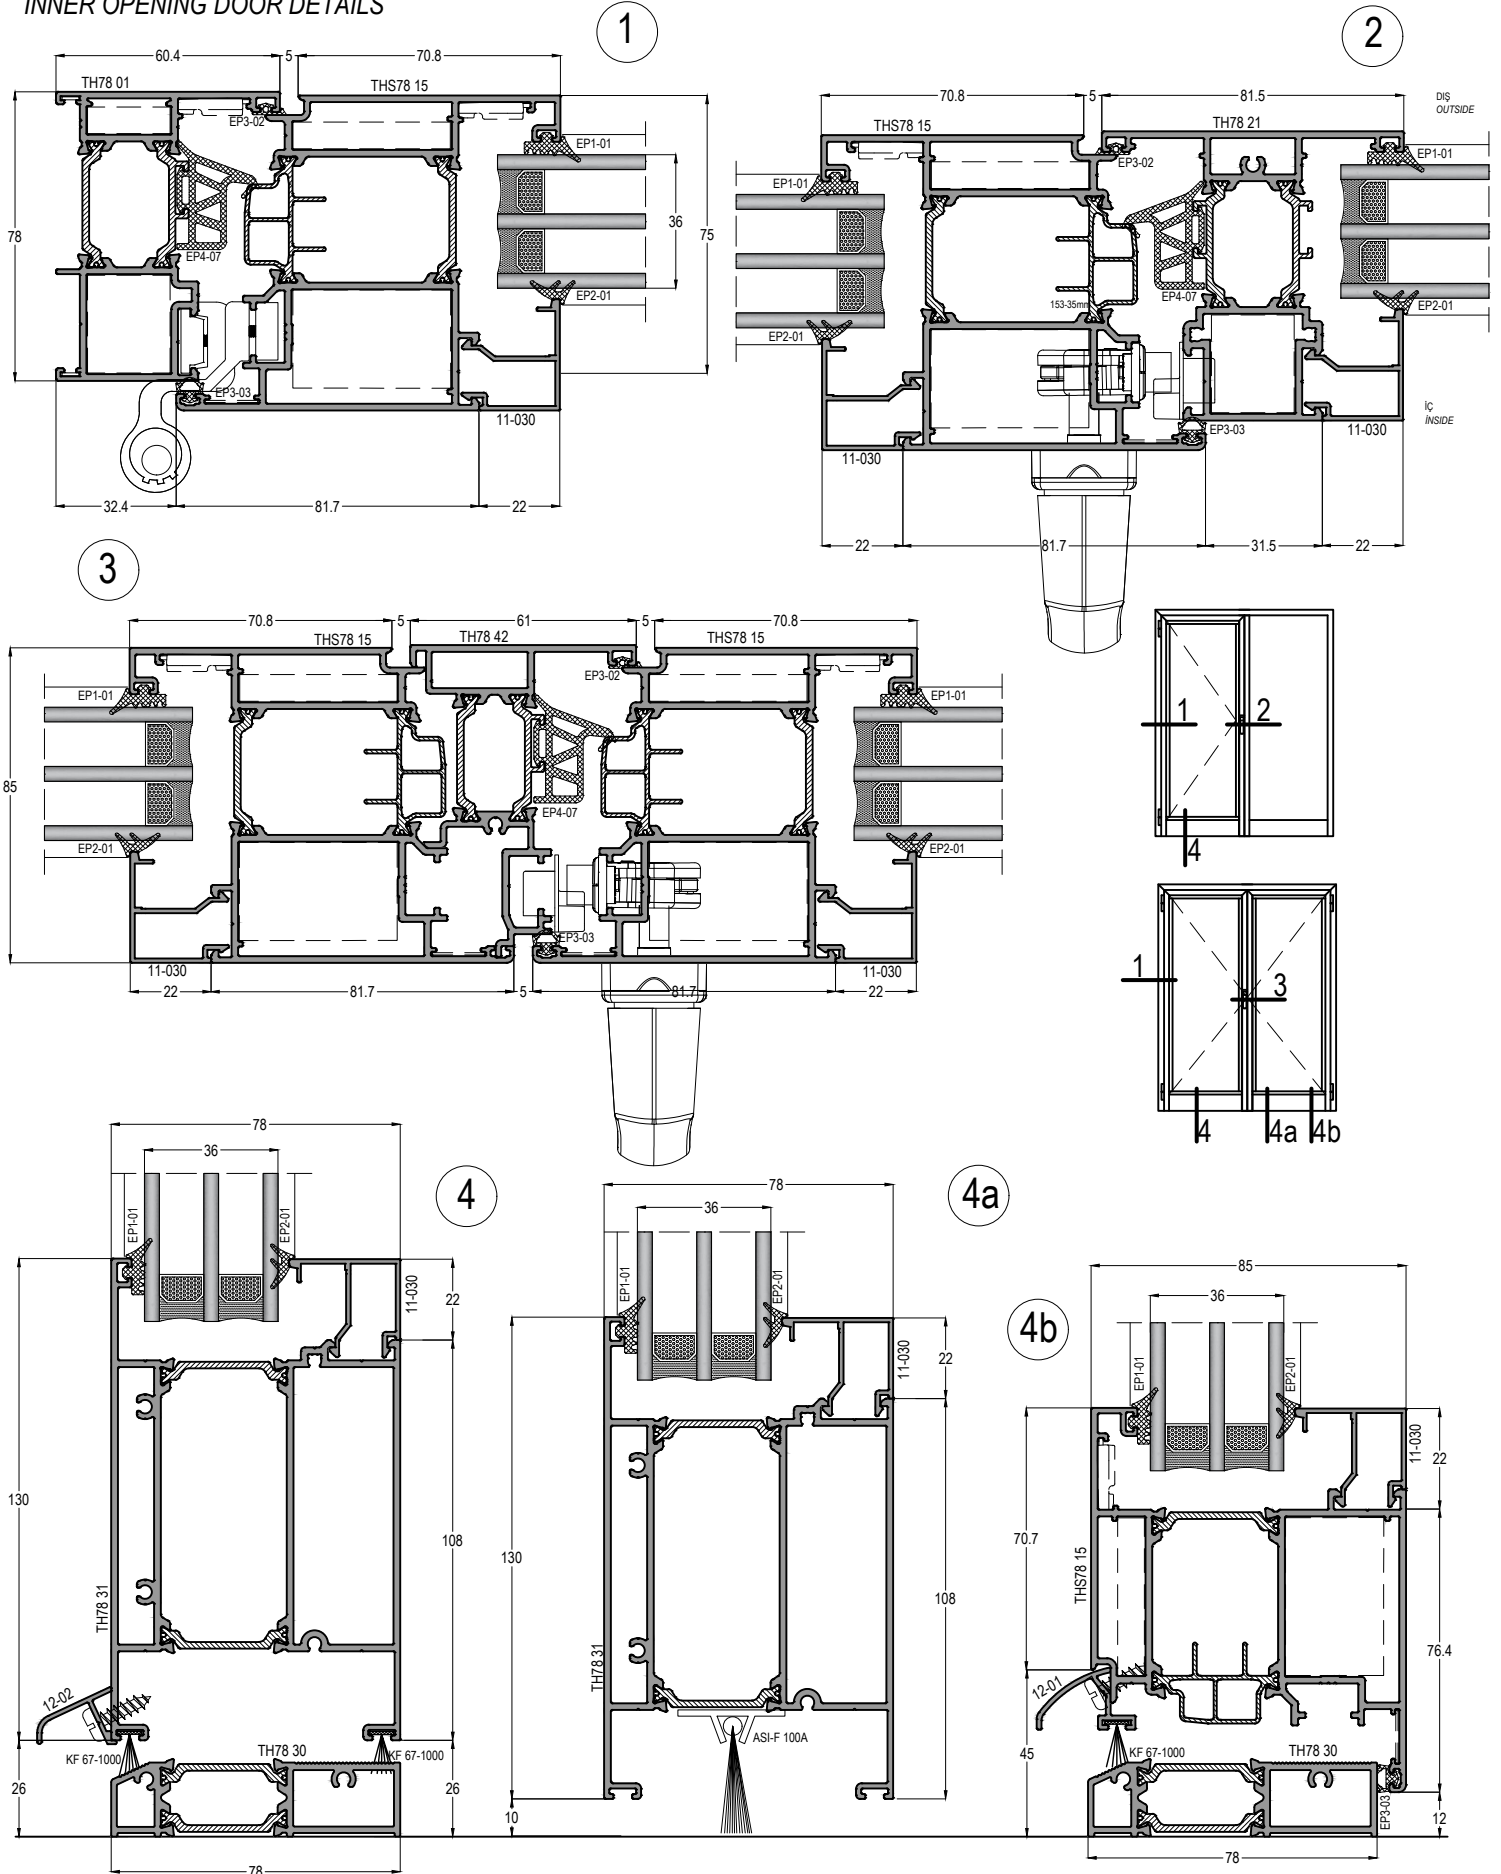 INNER OPENING DOOR DETAILS
1
60.4
5
70.8
TH78 01
THS78 15
EP3-02
EP1-01
78
36
75
EP4-07
EP2-01
EP3-03
11-030
32.4
81.7
22
2
70.8
5
81.5
DIŞ
OUTSIDE
THS78 15
TH78 21
EP3-02
EP1-01
EP1-01
153-35mm
EP4-07
EP2-01
EP2-01
İÇ
İNSIDE
EP3-03
11-030
11-030
22
81.7
31.5
22
3
70.8
5
61
5
70.8
THS78 15
TH78 42
THS78 15
EP3-02
EP1-01
EP1-01
85
EP4-07
EP2-01
EP2-01
EP3-03
11-030
11-030
22
81.7
5
81.7
22
1
2
4
1
3
4
4a
4b
4
78
36
EP1-01
EP2-01
11-030
22
130
108
TH78 31
12-02
KF 67-1000
TH78 30
KF 67-1000
26
26
78
4a
78
36
EP1-01
EP2-01
11-030
22
130
108
TH78 31
ASI-F 100A
10
4b
85
36
EP1-01
EP2-01
11-030
22
70.7
THS78 15
76.4
12-01
45
KF 67-1000
TH78 30
EP3-03
12
78